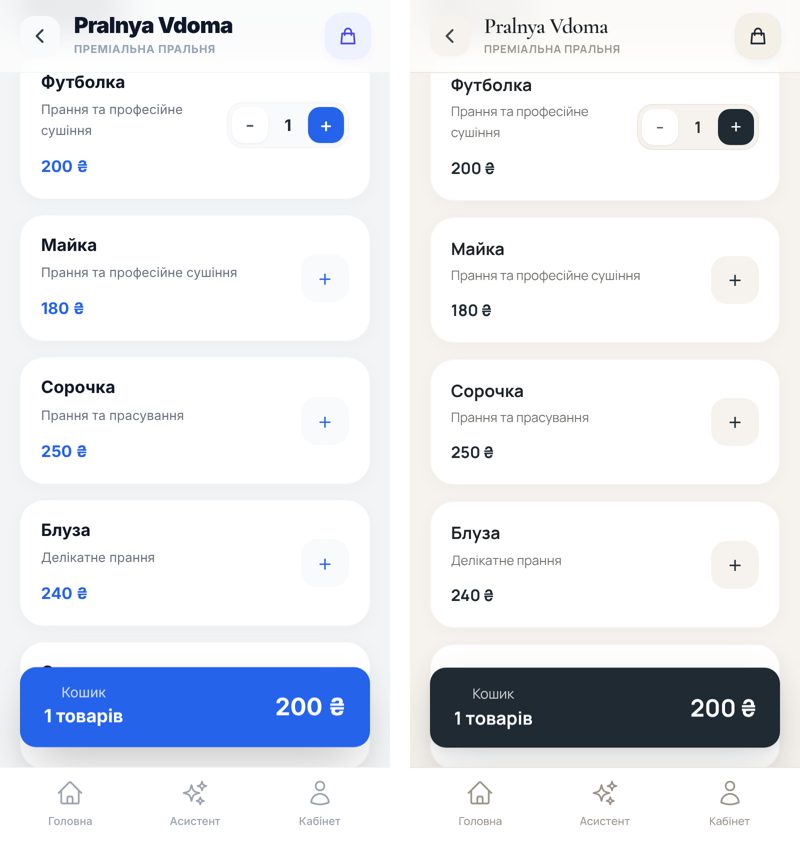 Pralnya Vdoma
ПРЕМІАЛЬНА ПРАЛЬНЯ
Футболка
Прання та професійне
сушіння
- 1 +
200 ₴
Майка
Прання та професійне сушіння
+
180 ₴
Сорочка
Прання та прасування
+
250 ₴
Блуза
Делікатне прання
+
240 ₴
Кошик
1 товарів
200 ₴
Головна
Асистент
Кабінет
Pralnya Vdoma
ПРЕМІАЛЬНА ПРАЛЬНЯ
Футболка
Прання та професійне
сушіння
- 1 +
200 ₴
Майка
Прання та професійне сушіння
+
180 ₴
Сорочка
Прання та прасування
+
250 ₴
Блуза
Делікатне прання
+
240 ₴
Кошик
1 товарів
200 ₴
Головна
Асистент
Кабінет